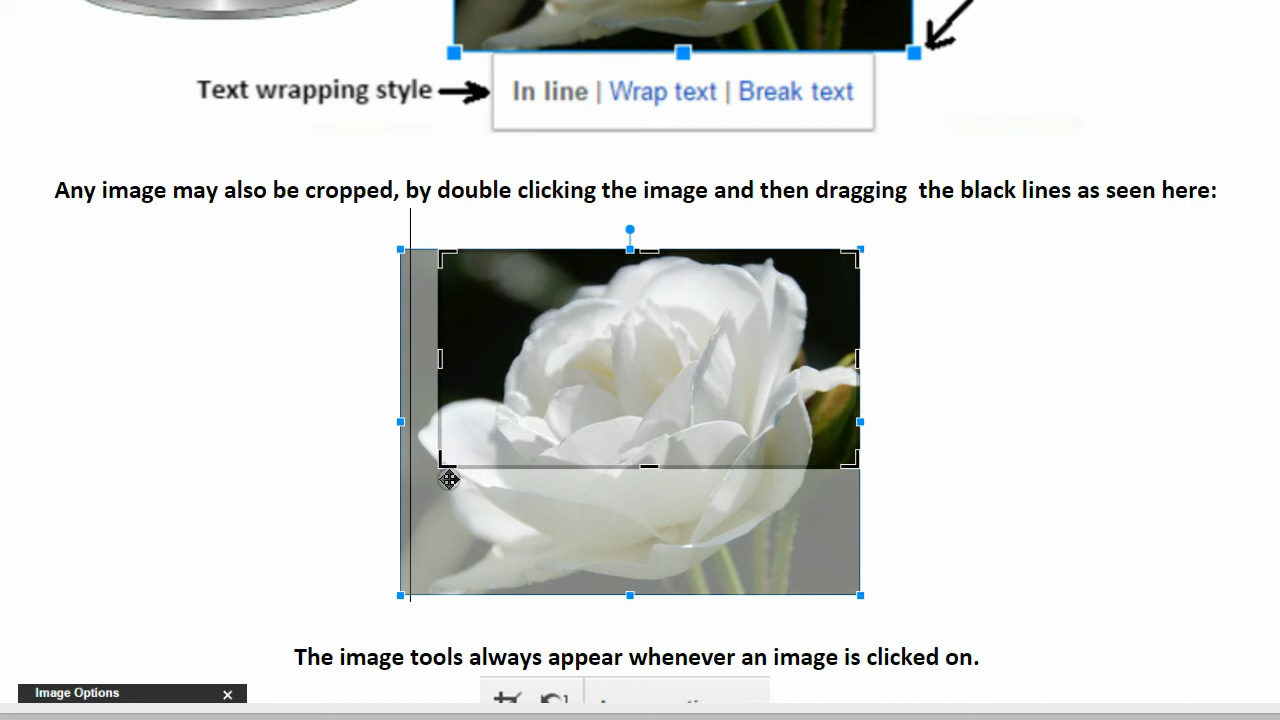 Text wrapping style In line | Wrap text | Break text
Any image may also be cropped, by double clicking the image and then dragging the black lines as seen here:
The image tools always appear whenever an image is clicked on.
Image Options